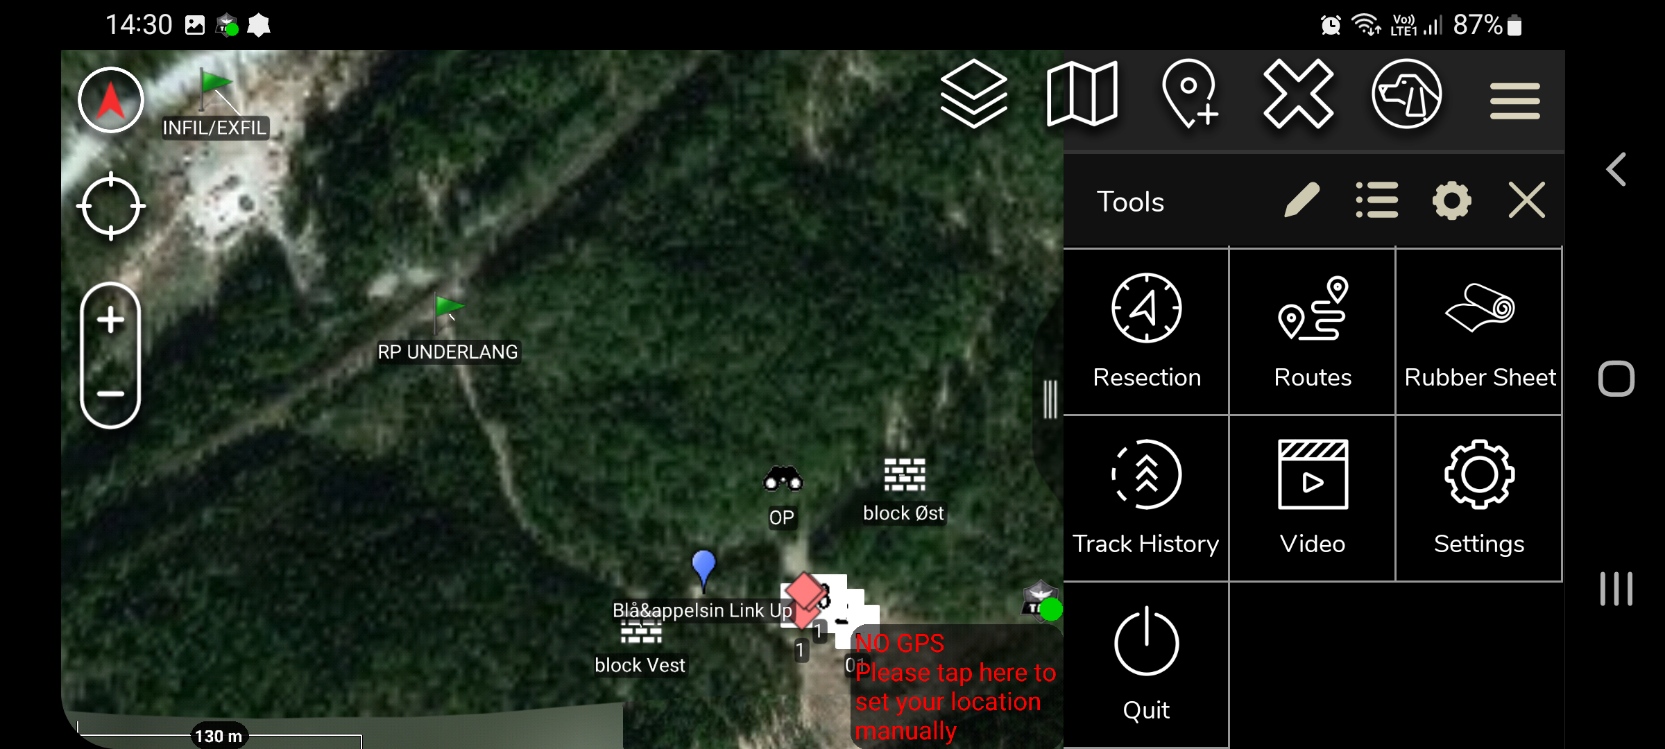 14:30
Vo))
LTE1
87%
INFIL/EXFIL
Tools
RP UNDERLANG
Resection
Routes
Rubber Sheet
OP
block Øst
Track History
Video
Settings
Blå&appelsin Link Up
1
1
block Vest
NO GPS
Please tap here to
set your location
manually
Quit
130 m